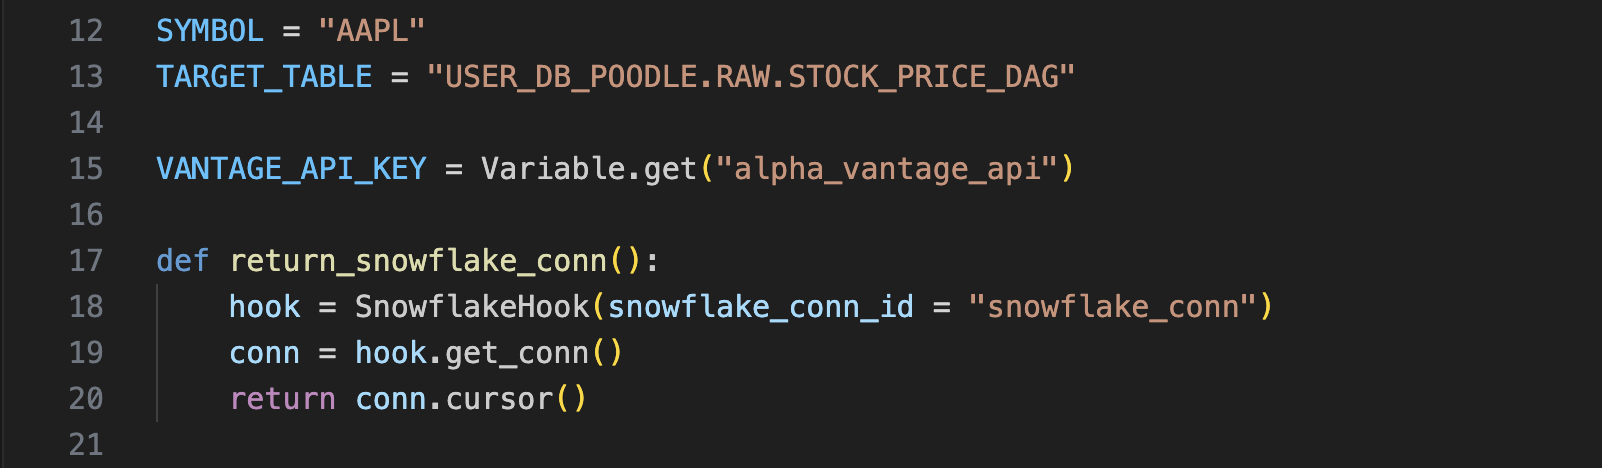 12 SYMBOL = "AAPL"
13 TARGET_TABLE = "USER_DB_POODLE.RAW.STOCK_PRICE_DAG"
14
15 VANTAGE_API_KEY = Variable.get("alpha_vantage_api")
16
17 def return_snowflake_conn():
18     hook = SnowflakeHook(snowflake_conn_id = "snowflake_conn")
19     conn = hook.get_conn()
20     return conn.cursor()
21